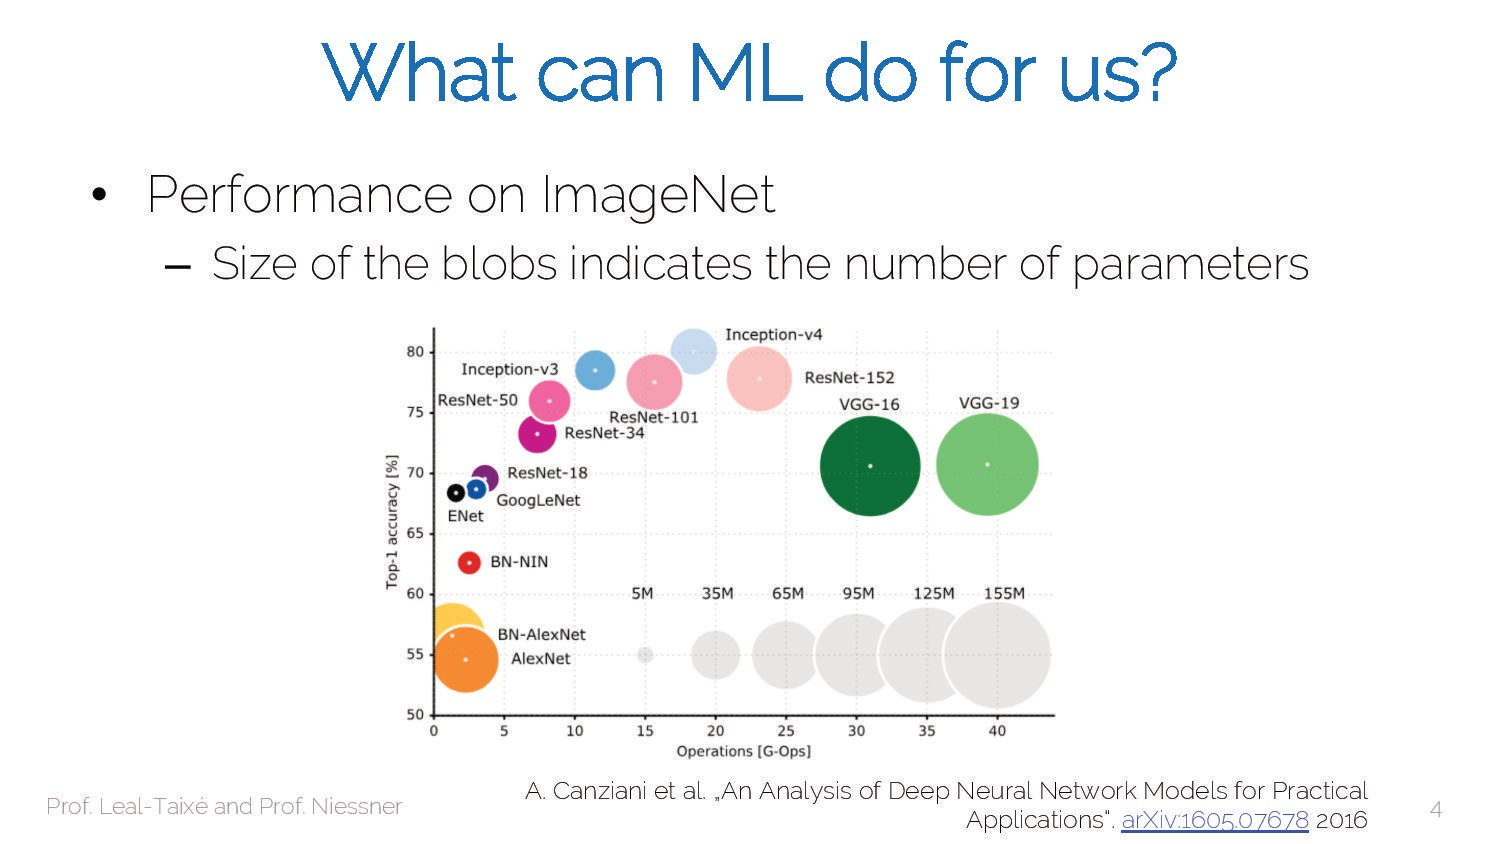 What can ML do for us?
• Performance on ImageNet
– Size of the blobs indicates the number of parameters
Inception-v4
80
Inception-v3
ResNet-152
ResNet-50
VGG-16
VGG-19
75
ResNet-101
ResNet-34
70
ResNet-18
GoogLeNet
ENet
Top-1 accuracy [%]
65
BN-NIN
60
5M 35M 65M 95M 125M 155M
BN-AlexNet
55
AlexNet
50
0 5 10 15 20 25 30 35 40
Operations [G-Ops]
A. Canziani et al. „An Analysis of Deep Neural Network Models for Practical
Applications“. arXiv:1605.07678 2016
Prof. Leal-Taixé and Prof. Niessner
4